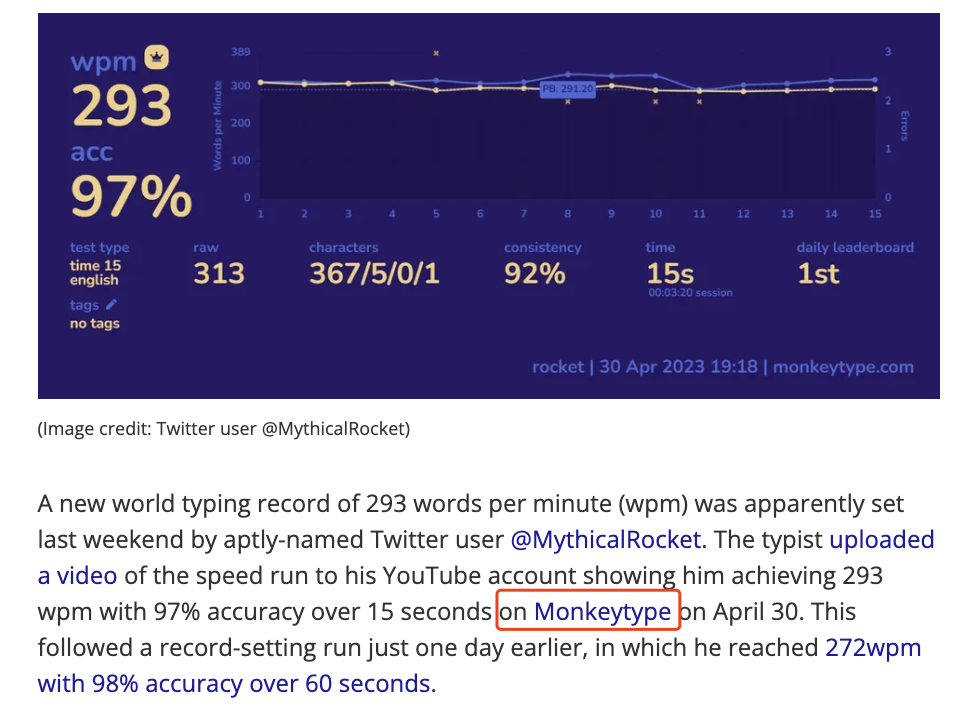 wpm
293
acc
97%
389
300
200
100
0
Words per Minute
PB: 291.20
3
2
1
0
Errors
1 2 3 4 5 6 7 8 9 10 11 12 13 14 15
test type
time 15
english
tags
no tags
raw
313
characters
367/5/0/1
consistency
92%
time
15s
00:03:20 session
daily leaderboard
1st
rocket | 30 Apr 2023 19:18 | monkeytype.com
(Image credit: Twitter user @MythicalRocket)
A new world typing record of 293 words per minute (wpm) was apparently set
last weekend by aptly-named Twitter user @MythicalRocket. The typist uploaded
a video of the speed run to his YouTube account showing him achieving 293
wpm with 97% accuracy over 15 seconds on Monkeytype on April 30. This
followed a record-setting run just one day earlier, in which he reached 272wpm
with 98% accuracy over 60 seconds.